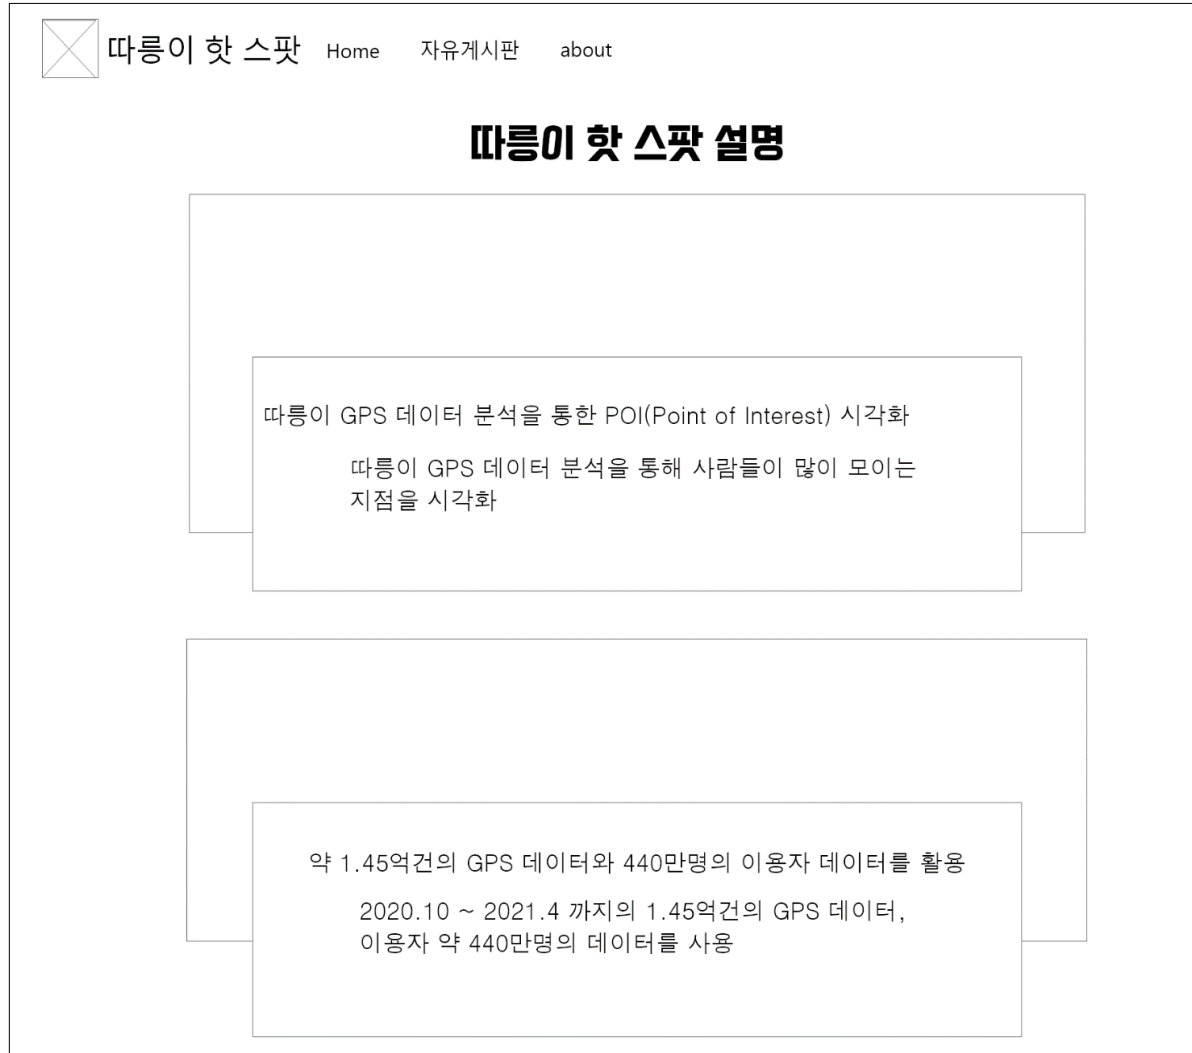 따릉이 핫 스팟 Home 자유게시판 about
따릉이 핫 스팟 설명
따릉이 GPS 데이터 분석을 통한 POI(Point of Interest) 시각화
따릉이 GPS 데이터 분석을 통해 사람들이 많이 모이는
지점을 시각화
약 1.45억건의 GPS 데이터와 440만명의 이용자 데이터를 활용
2020.10 ~ 2021.4 까지의 1.45억건의 GPS 데이터,
이용자 약 440만명의 데이터를 사용